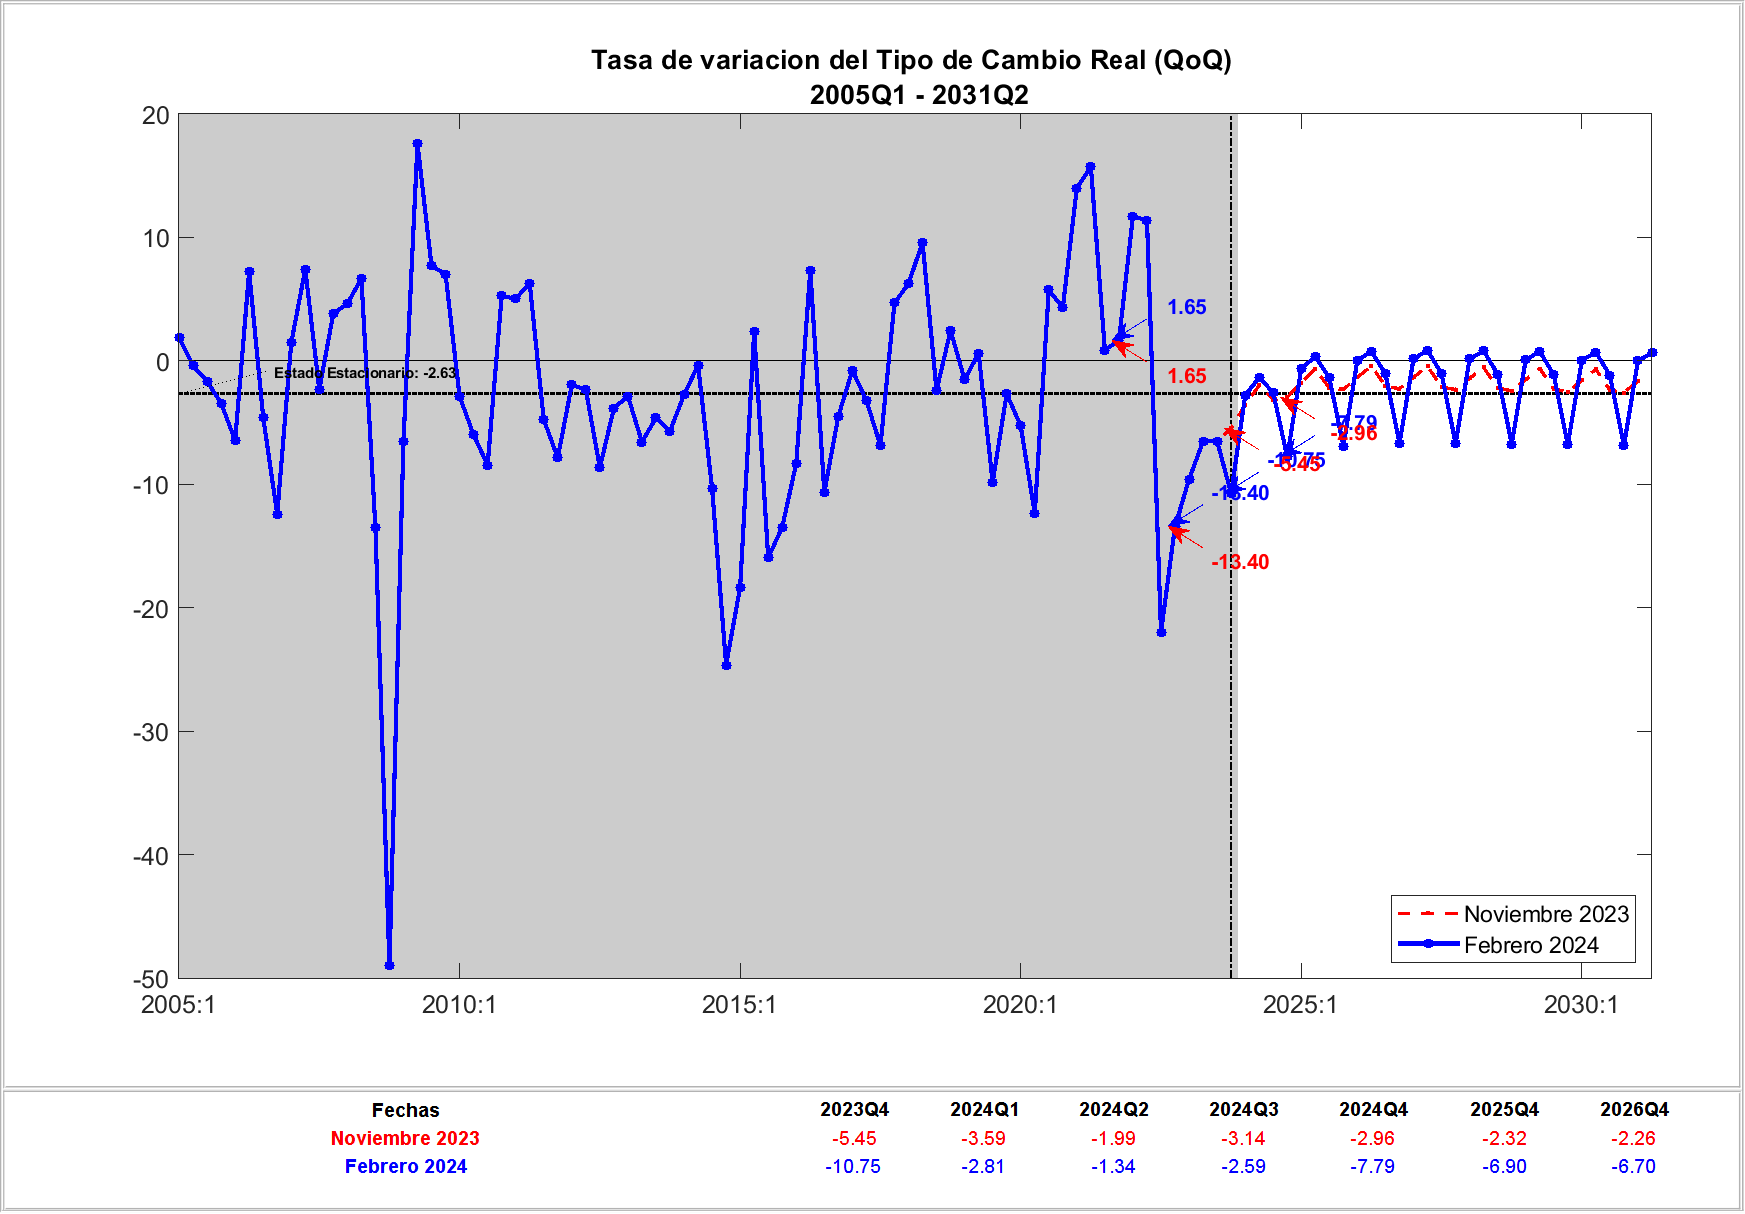 Tasa de variacion del Tipo de Cambio Real (QoQ)
2005Q1 - 2031Q2
20
10
0
-10
-20
-30
-40
-50
2005:1
2010:1
2015:1
2020:1
2025:1
2030:1
Estado Estacionario: -2.63
1.65
1.65
-13.40
-13.40
-10.75
-5.45
-7.79
-2.96
Noviembre 2023
Febrero 2024
Fechas 2023Q4 2024Q1 2024Q2 2024Q3 2024Q4 2025Q4 2026Q4
Noviembre 2023 -5.45 -3.59 -1.99 -3.14 -2.96 -2.32 -2.26
Febrero 2024 -10.75 -2.81 -1.34 -2.59 -7.79 -6.90 -6.70